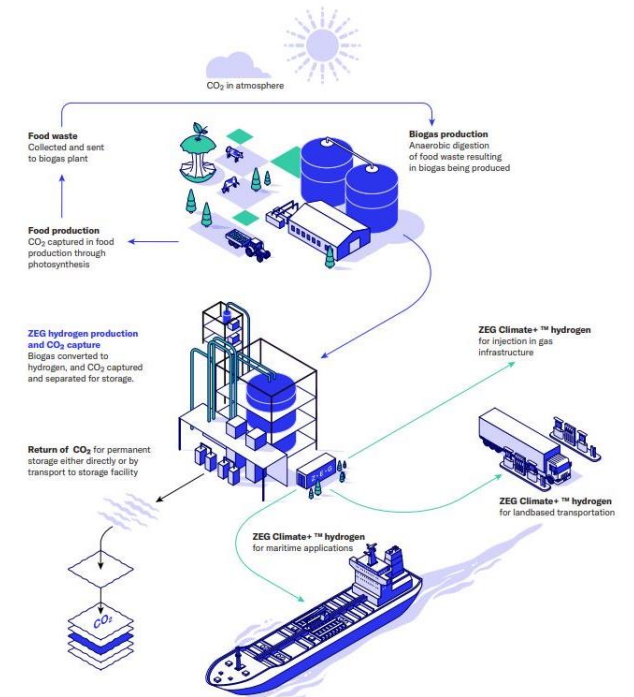 CO₂ in atmosphere
Food waste
Collected and sent
to biogas plant
Biogas production
Anaerobic digestion
of food waste resulting
in biogas being produced
Food production
CO₂ captured in food
production through
photosynthesis
ZEG hydrogen production
and CO₂ capture
Biogas converted to
hydrogen, and CO₂ captured
and separated for storage.
ZEG Climate+ ™ hydrogen
for injection in gas
infrastructure
Return of CO₂ for permanent
storage either directly or by
transport to storage facility
Z·E·G
ZEG Climate+ ™ hydrogen
for landbased transportation
ZEG Climate+ ™ hydrogen
for maritime applications
CO₂